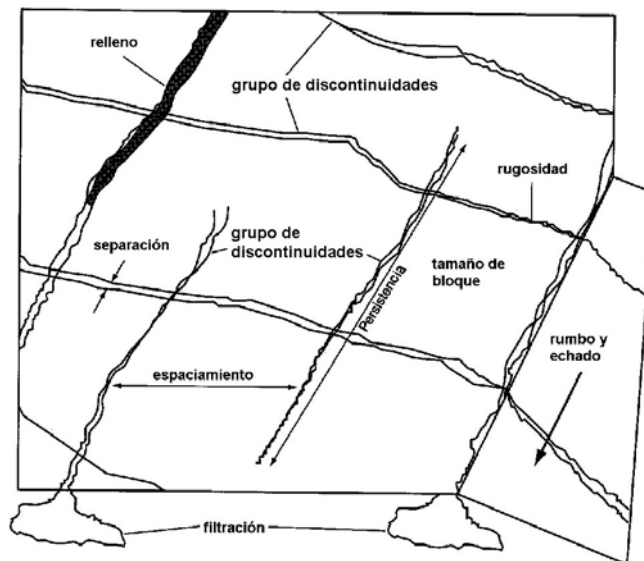 relleno
grupo de discontinuidades
rugosidad
separación
grupo de
discontinuidades
tamaño de
bloque
Persistencia
rumbo y
echado
espaciamiento
filtración